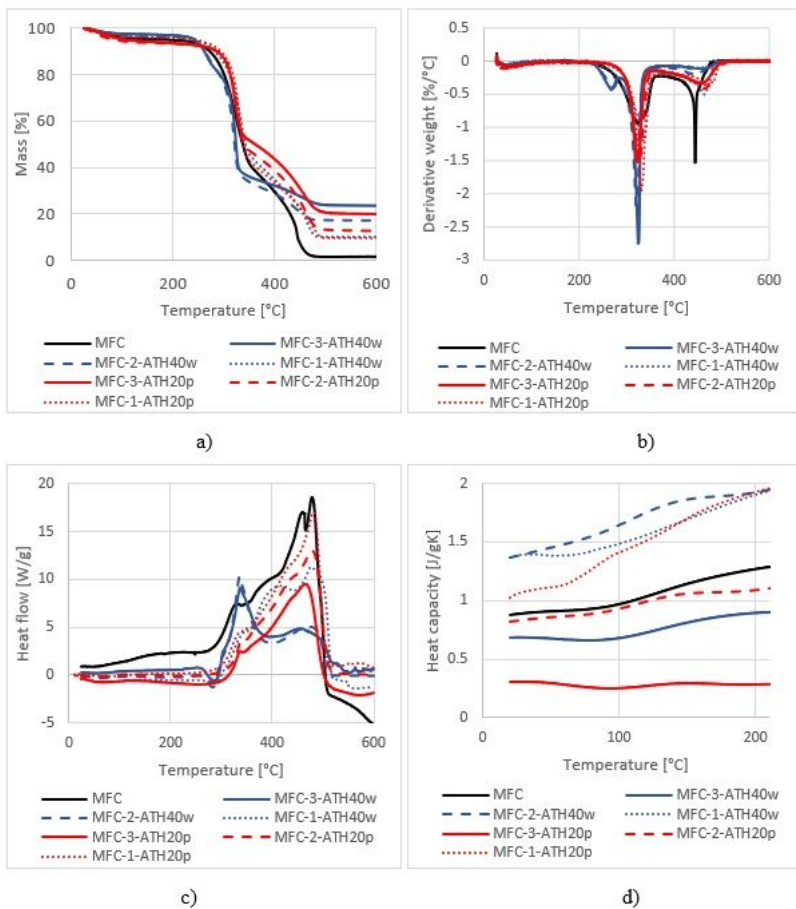 100
80
60
40
20
0
Mass [%]
0 200 400 600
Temperature [°C]
MFC
MFC-3-ATH40w
MFC-2-ATH40w
MFC-1-ATH40w
MFC-3-ATH20p
MFC-2-ATH20p
MFC-1-ATH20p
a)
0.5
0
-0.5
-1
-1.5
-2
-2.5
-3
Derivative weight [%/°C]
0 200 400 600
Temperature [°C]
MFC
MFC-3-ATH40w
MFC-2-ATH40w
MFC-1-ATH40w
MFC-3-ATH20p
MFC-2-ATH20p
MFC-1-ATH20p
b)
20
15
10
5
0
-5
Heat flow [W/g]
0 200 400 600
Temperature [°C]
MFC
MFC-3-ATH40w
MFC-2-ATH40w
MFC-1-ATH40w
MFC-3-ATH20p
MFC-2-ATH20p
MFC-1-ATH20p
c)
2
1.5
1
0.5
0
Heat capacity [J/gK]
0 100 200
Temperature [°C]
MFC
MFC-3-ATH40w
MFC-2-ATH40w
MFC-1-ATH40w
MFC-3-ATH20p
MFC-2-ATH20p
MFC-1-ATH20p
d)